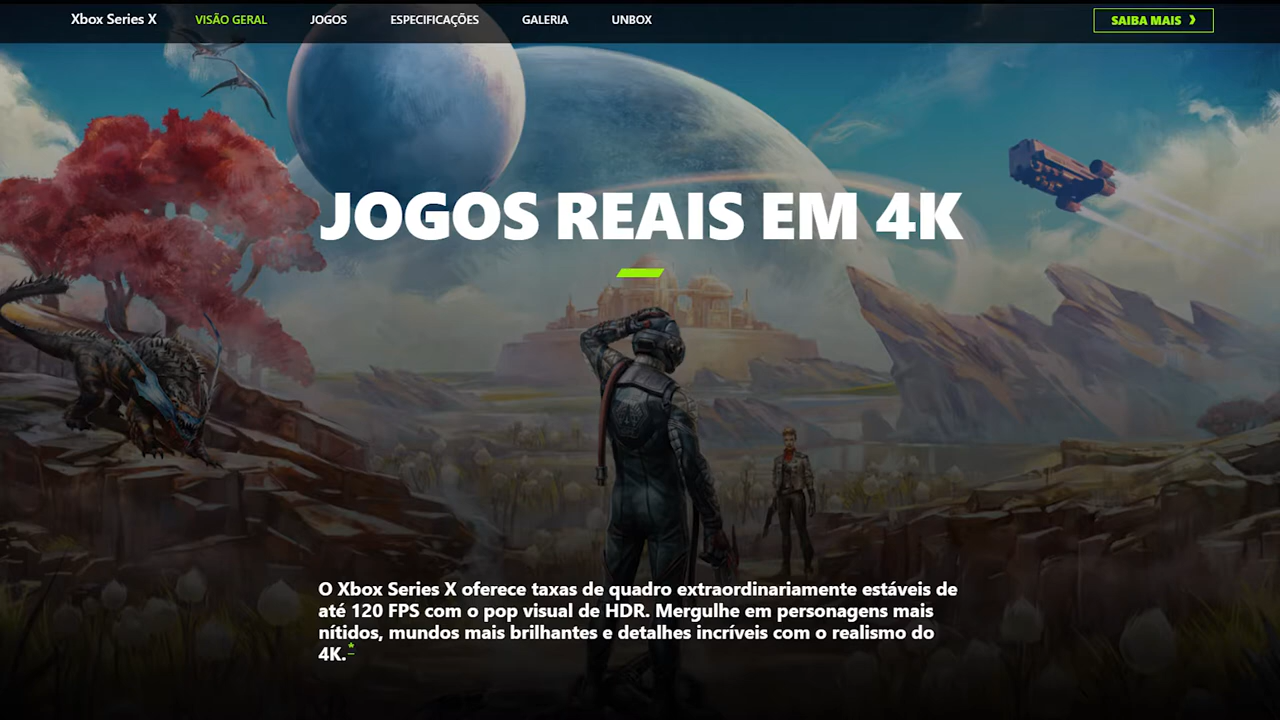 Xbox Series X VISÃO GERAL JOGOS ESPECIFICAÇÕES GALERIA UNBOX SAIBA MAIS ❯
JOGOS REAIS EM 4K
O Xbox Series X oferece taxas de quadro extraordinariamente estáveis de
até 120 FPS com o pop visual de HDR. Mergulhe em personagens mais
nítidos, mundos mais brilhantes e detalhes incríveis com o realismo do
4K.*